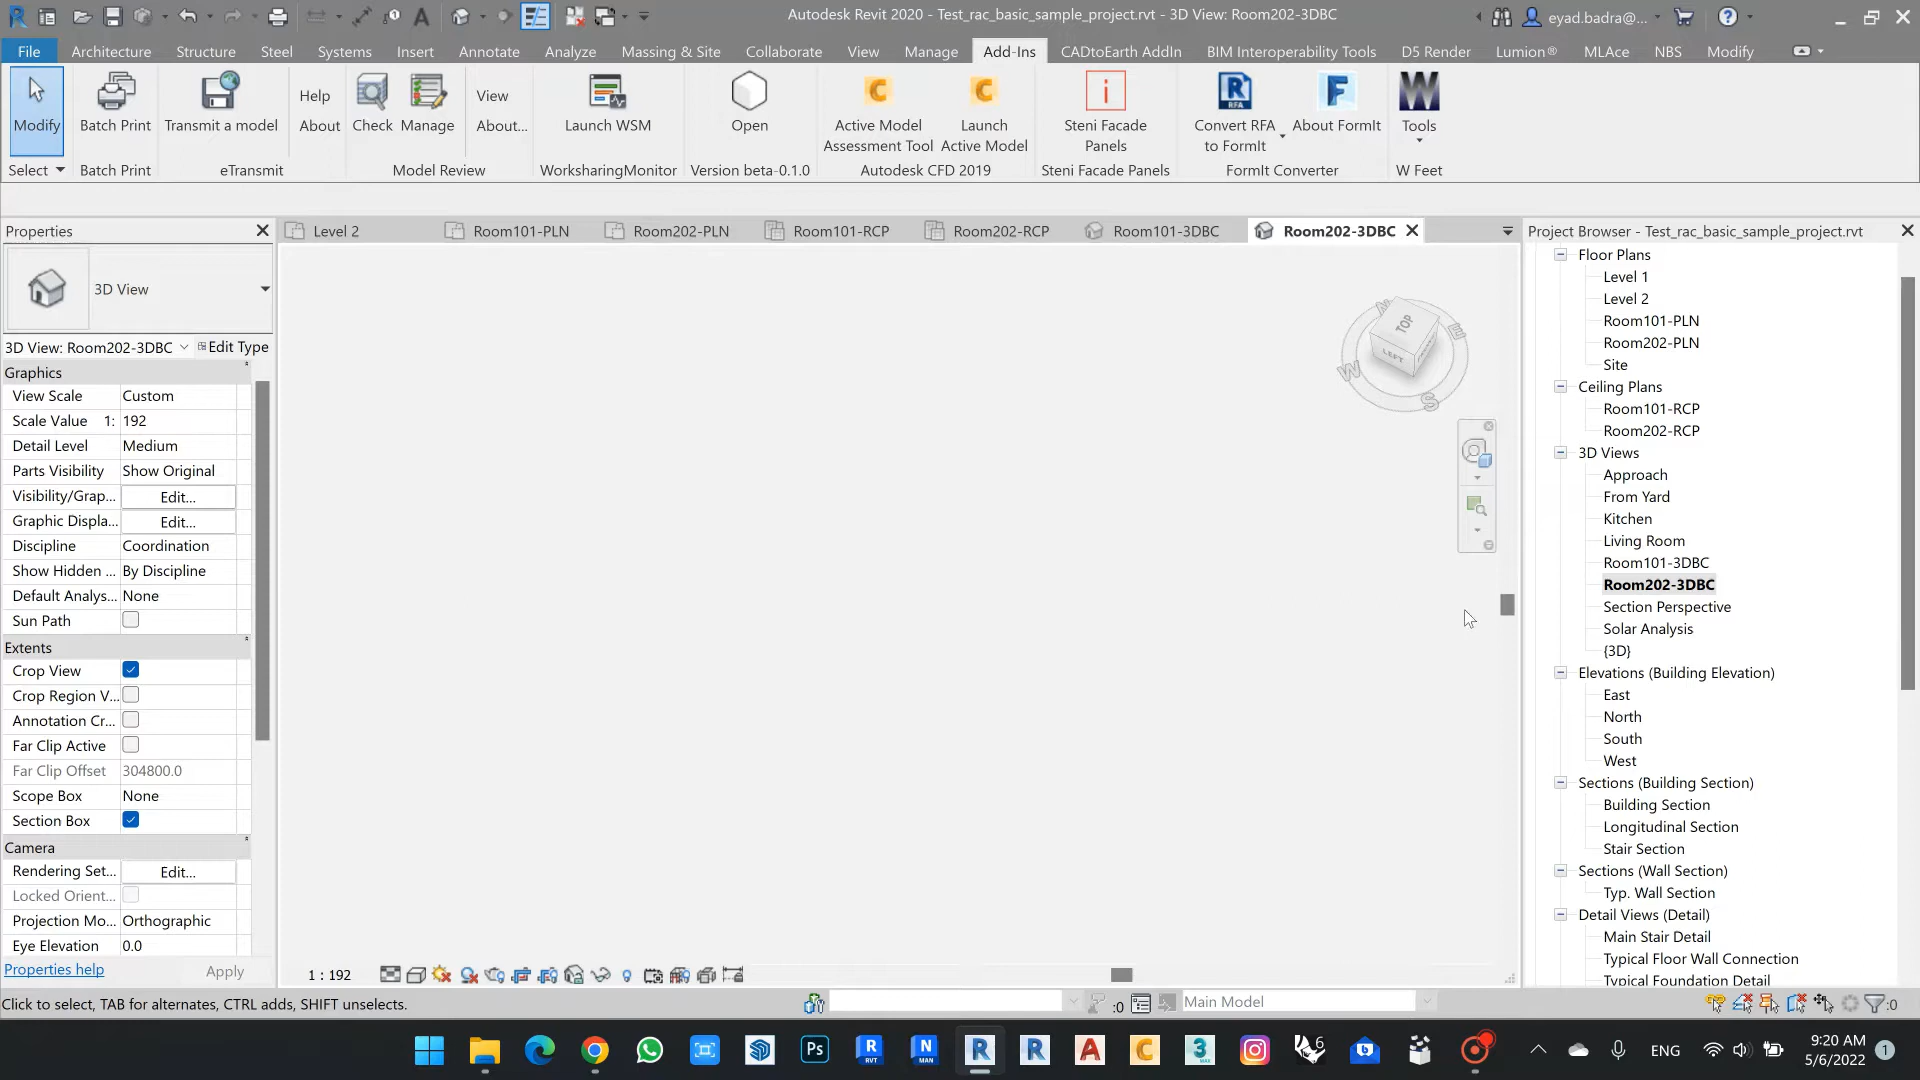 Autodesk Revit 2020 - Test_rac_basic_sample_project.rvt - 3D View: Room202-3DBC
eyad.badra@...
File Architecture Structure Steel Systems Insert Annotate Analyze Massing & Site Collaborate View Manage Add-Ins CADtoEarth AddIn BIM Interoperability Tools D5 Render Lumion® MLAce NBS Modify
Modify
Batch Print
Transmit a model
Help
About
Check
Manage
View
About...
Launch WSM
Open
Active Model
Assessment Tool
Launch
Active Model
Steni Facade
Panels
Convert RFA
to FormIt
About FormIt
Tools
Select
Batch Print
eTransmit
Model Review
WorksharingMonitor
Version beta-0.1.0
Autodesk CFD 2019
Steni Facade Panels
FormIt Converter
W Feet
Properties
3D View
3D View: Room202-3DBC
Edit Type
Graphics
View Scale Custom
Scale Value 1: 192
Detail Level Medium
Parts Visibility Show Original
Visibility/Grap... Edit...
Graphic Displa... Edit...
Discipline Coordination
Show Hidden ... By Discipline
Default Analys... None
Sun Path
Extents
Crop View
Crop Region V...
Annotation Cr...
Far Clip Active
Far Clip Offset 304800.0
Scope Box None
Section Box
Camera
Rendering Set... Edit...
Locked Orient...
Projection Mo... Orthographic
Eye Elevation 0.0
Properties help
Apply
Level 2 Room101-PLN Room202-PLN Room101-RCP Room202-RCP Room101-3DBC Room202-3DBC
TOP
LEFT
N
E
S
W
1 : 192
Project Browser - Test_rac_basic_sample_project.rvt
Floor Plans
Level 1
Level 2
Room101-PLN
Room202-PLN
Site
Ceiling Plans
Room101-RCP
Room202-RCP
3D Views
Approach
From Yard
Kitchen
Living Room
Room101-3DBC
Room202-3DBC
Section Perspective
Solar Analysis
{3D}
Elevations (Building Elevation)
East
North
South
West
Sections (Building Section)
Building Section
Longitudinal Section
Stair Section
Sections (Wall Section)
Typ. Wall Section
Detail Views (Detail)
Main Stair Detail
Typical Floor Wall Connection
Typical Foundation Detail
Click to select, TAB for alternates, CTRL adds, SHIFT unselects.
:0
Main Model
:0
ENG
9:20 AM
5/6/2022
1